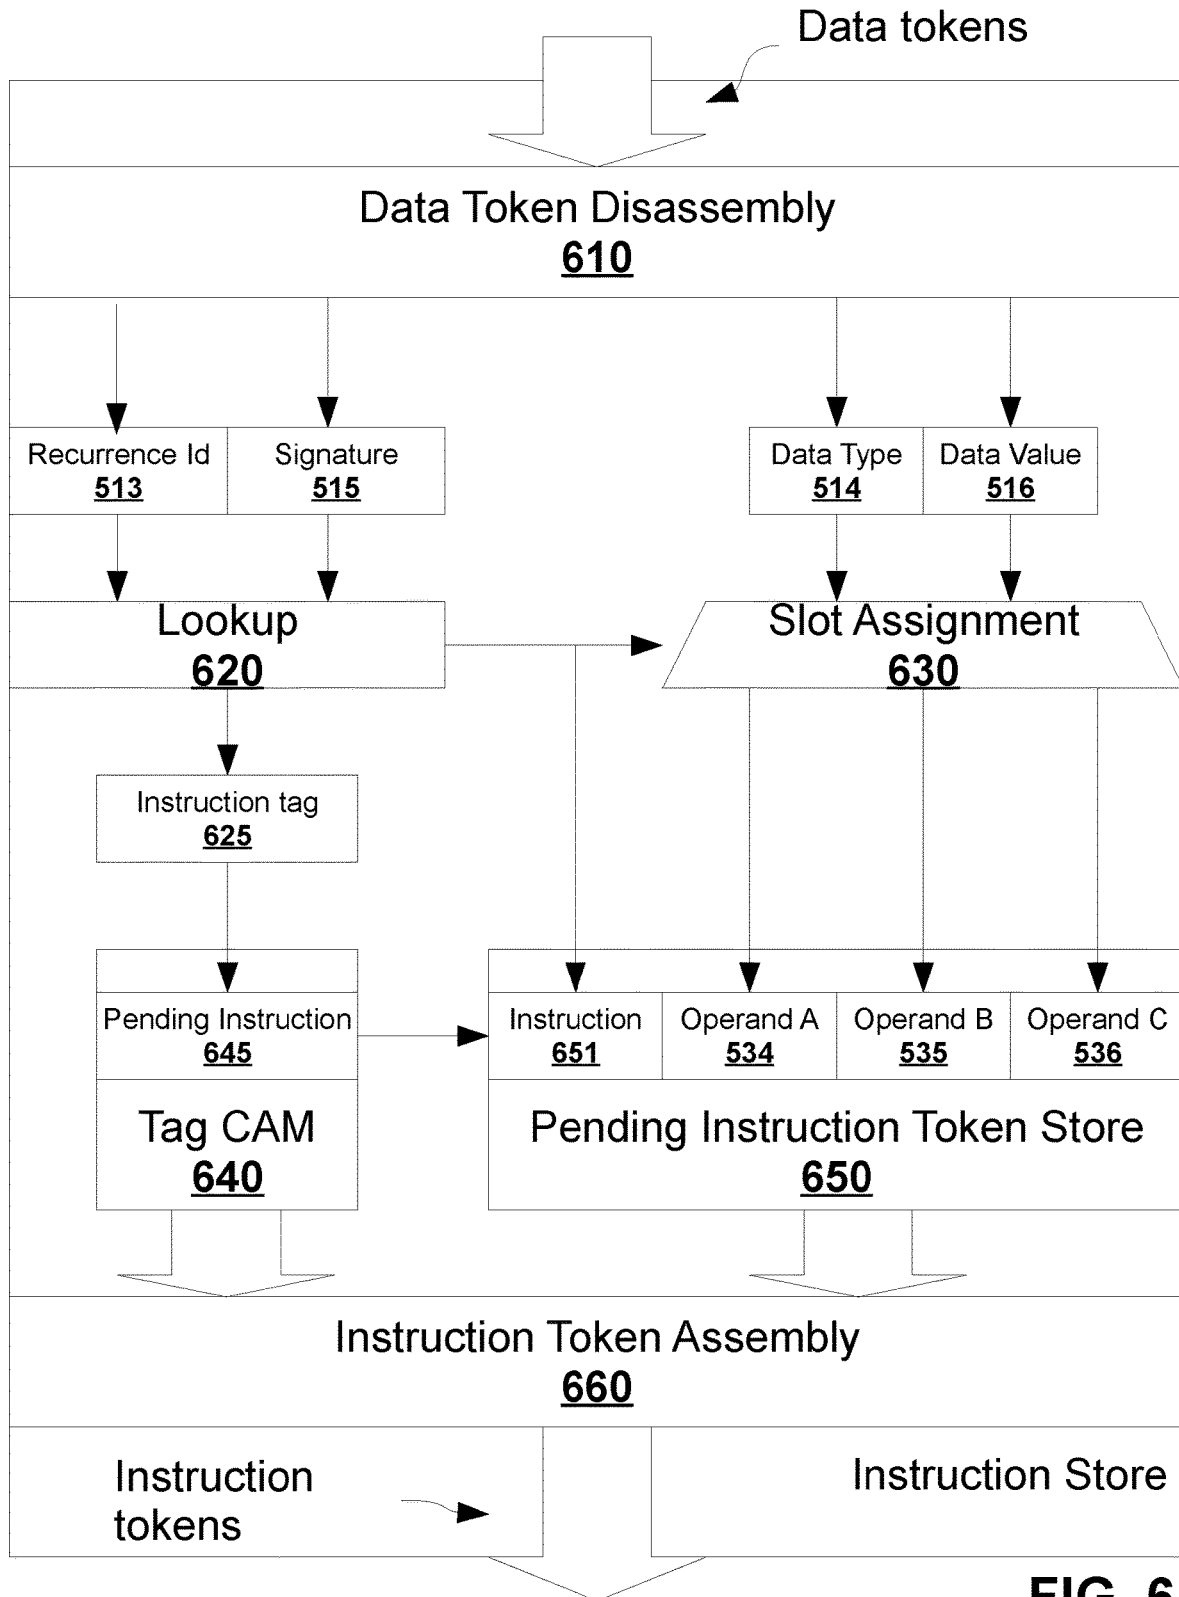 Data tokens
Data Token Disassembly
610
Recurrence Id
513
Signature
515
Data Type
514
Data Value
516
Lookup
620
Slot Assignment
630
Instruction tag
625
Pending Instruction
645
Instruction
651
Operand A
534
Operand B
535
Operand C
536
Tag CAM
640
Pending Instruction Token Store
650
Instruction Token Assembly
660
Instruction
tokens
Instruction Store
FIG. 6